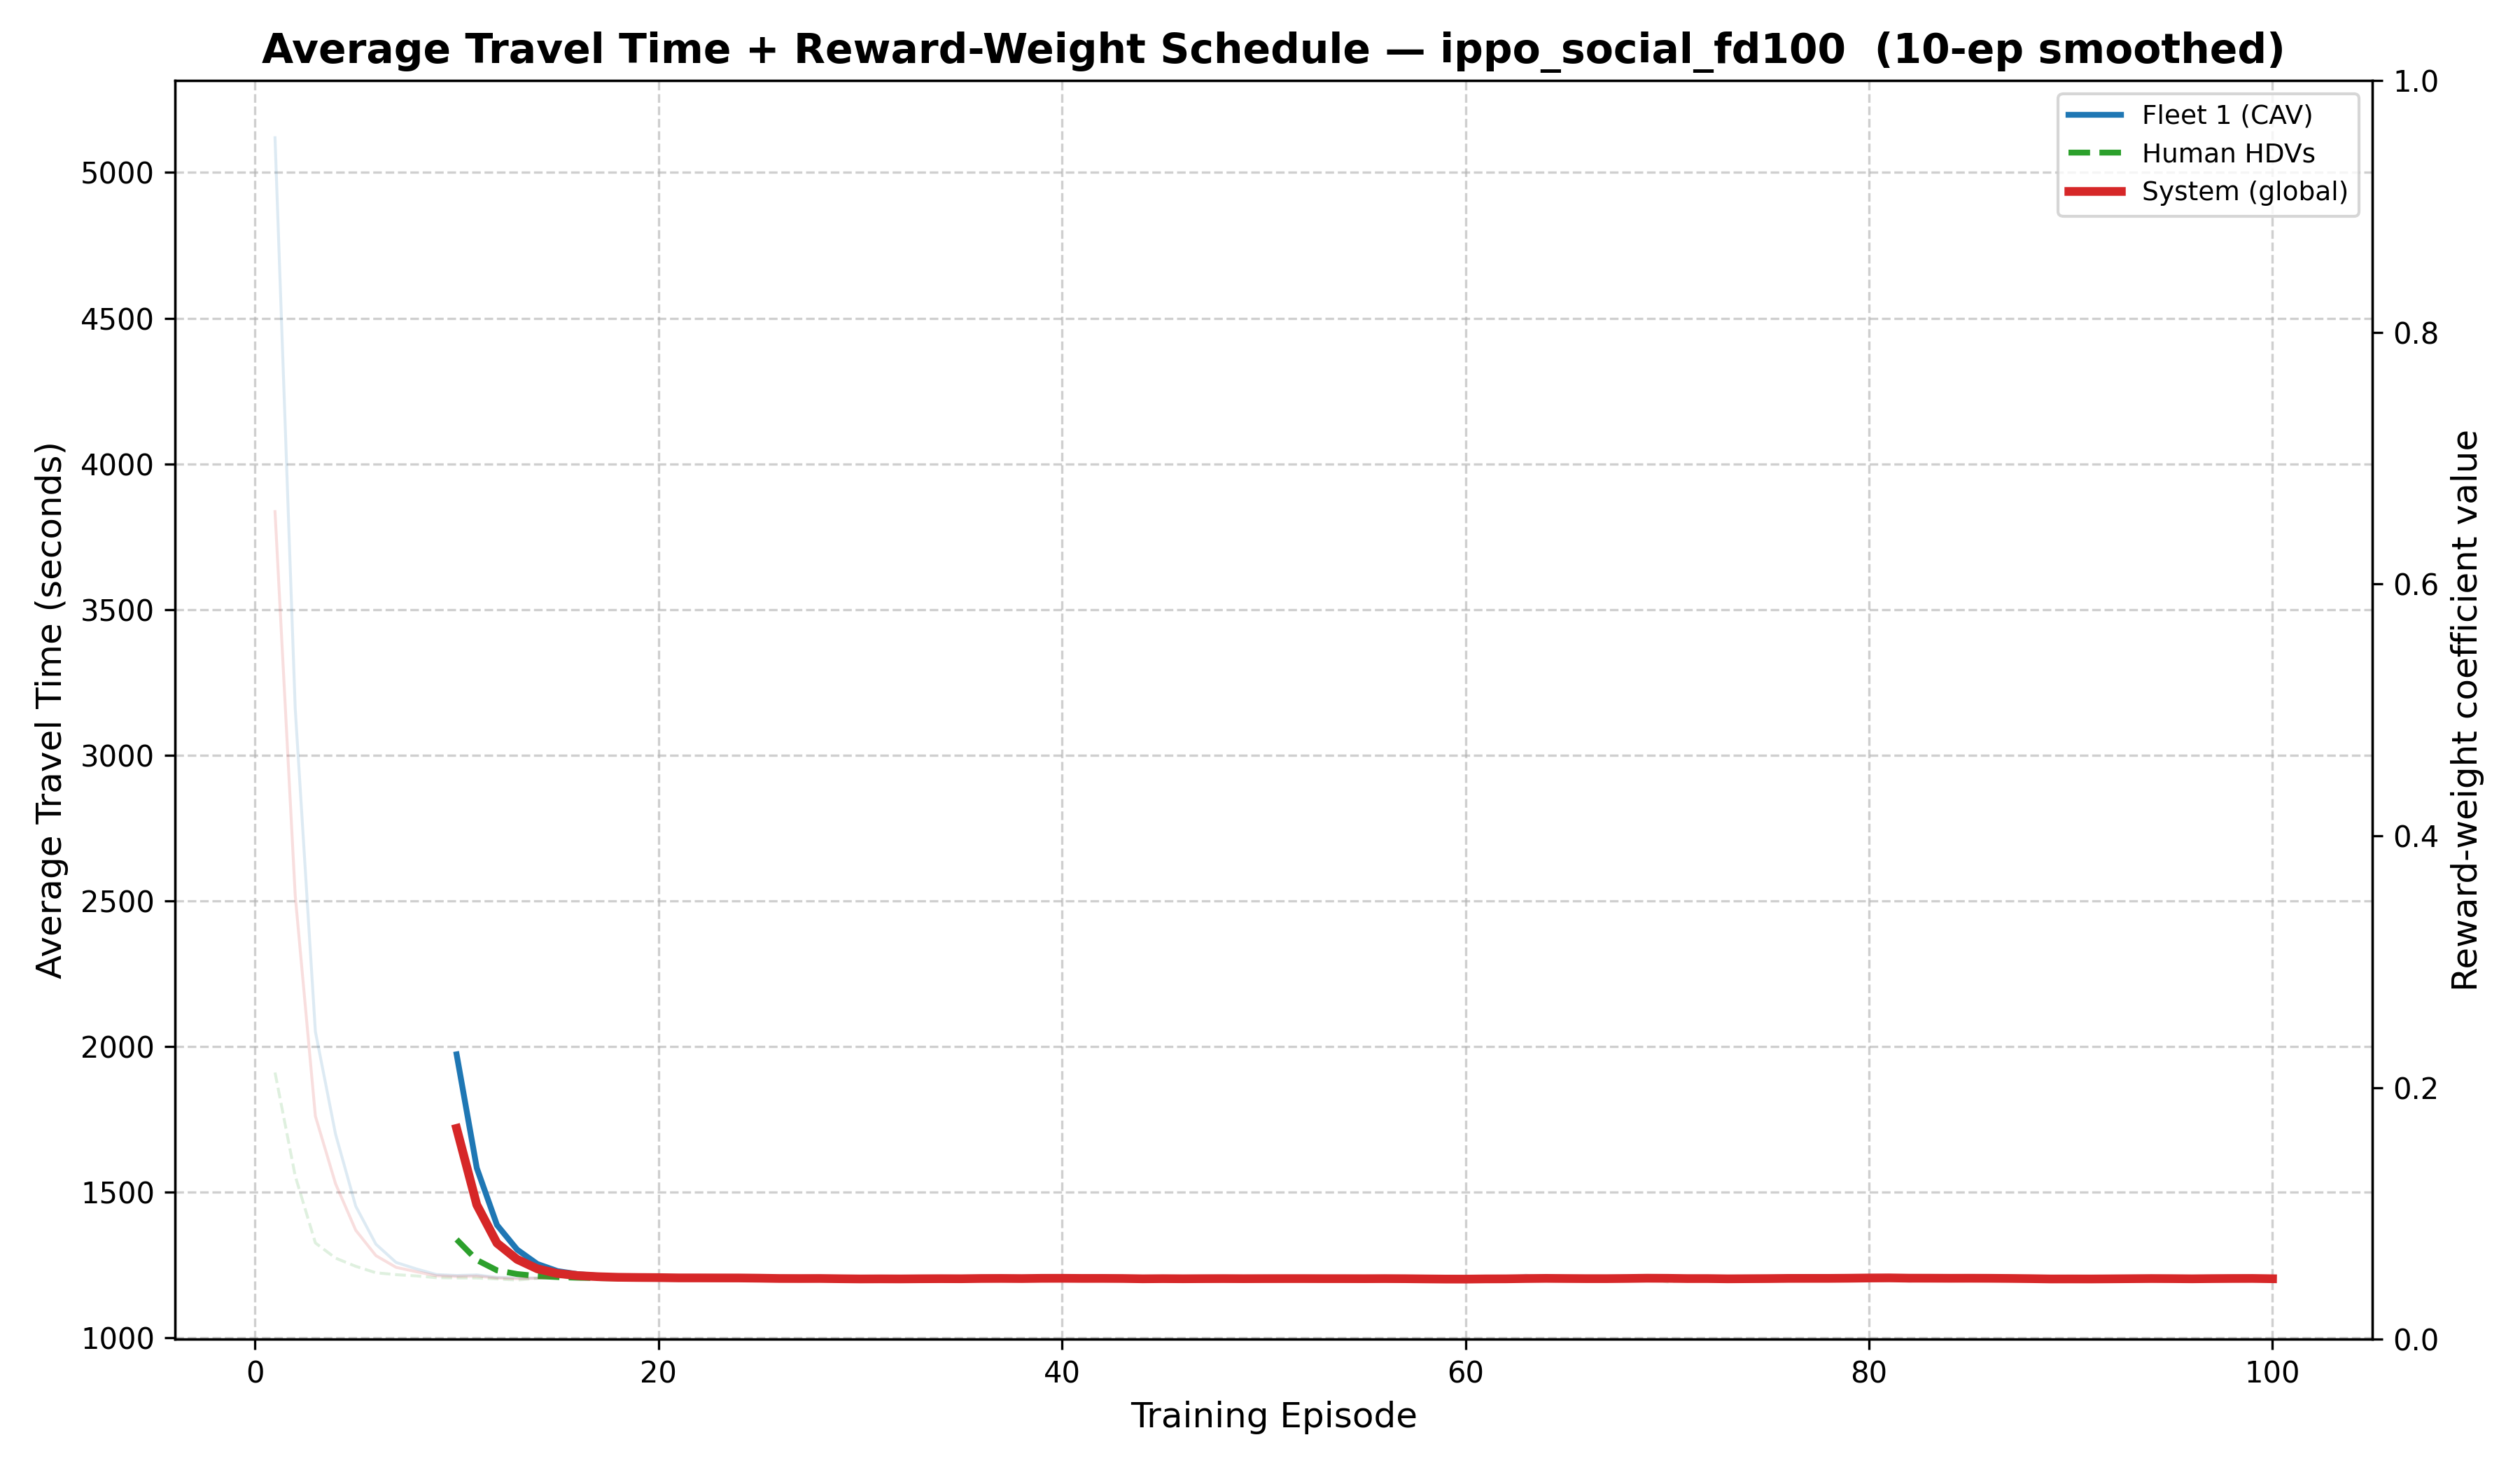 Average Travel Time + Reward-Weight Schedule — ippo_social_fd100  (10-ep smoothed)
Fleet 1 (CAV)
Human HDVs
System (global)
Average Travel Time (seconds)
5000
4500
4000
3500
3000
2500
2000
1500
1000
Reward-weight coefficient value
1.0
0.8
0.6
0.4
0.2
0.0
0 20 40 60 80 100
Training Episode